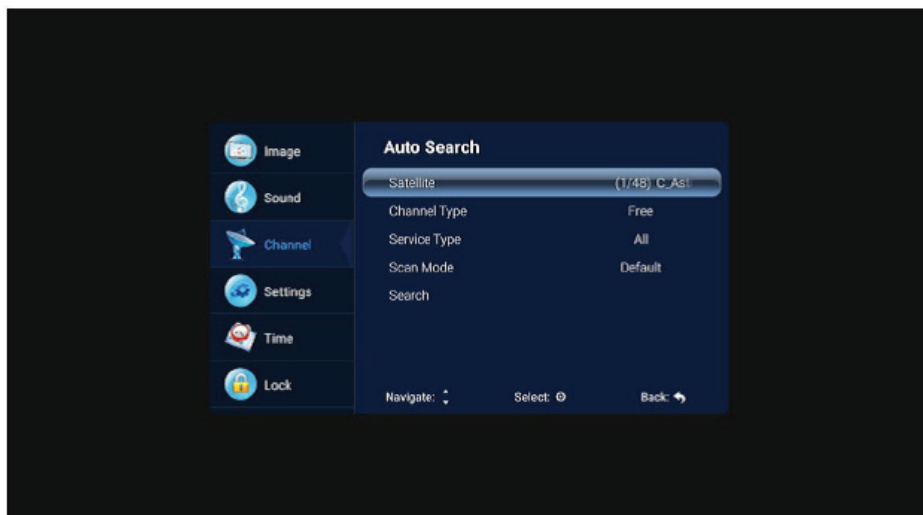 Image
Sound
Channel
Settings
Time
Lock
Auto Search
Satellite (1/48) C_Ast
Channel Type Free
Service Type All
Scan Mode Default
Search
Navigate: Select: Back: